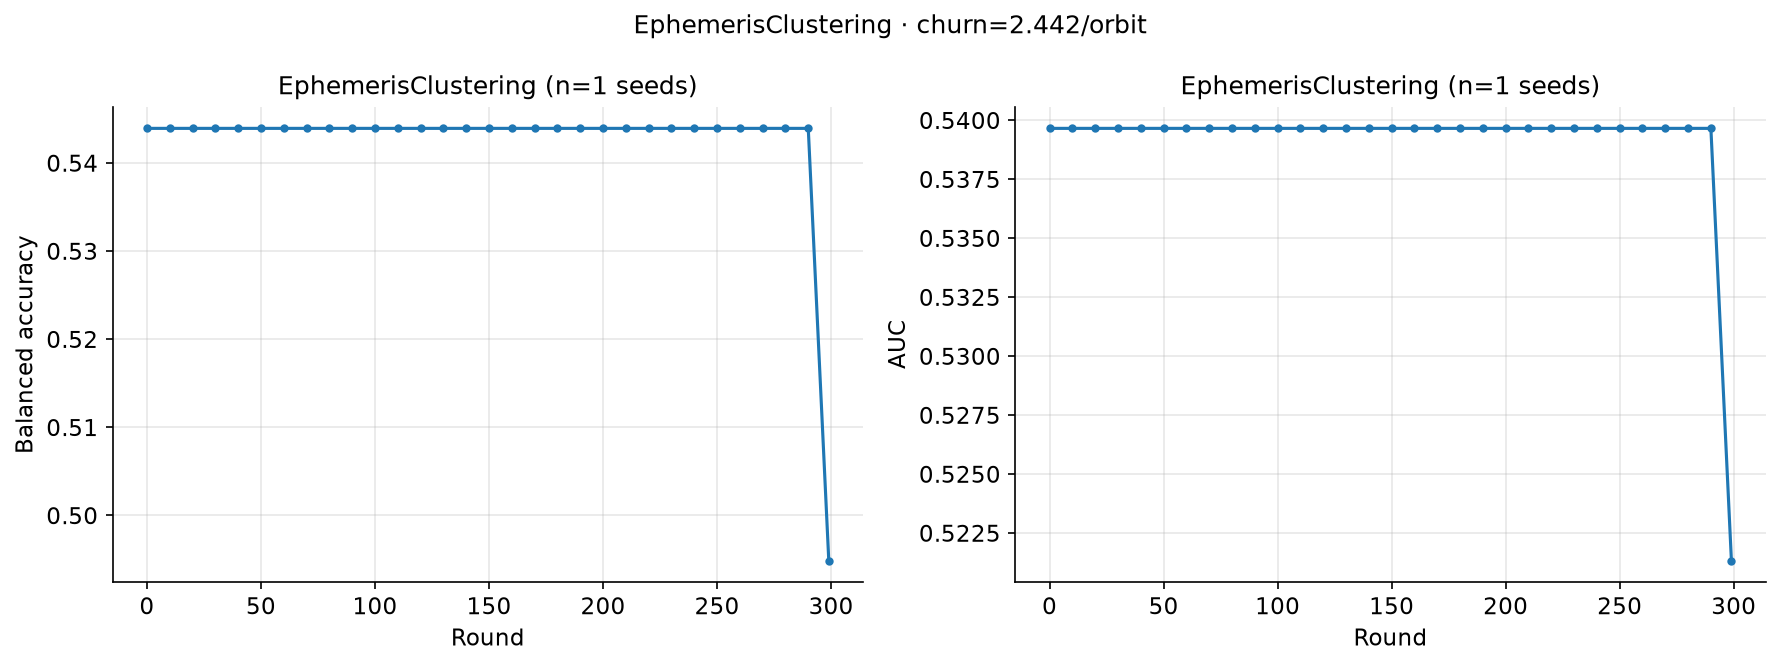 EphemerisClustering · churn=2.442/orbit
EphemerisClustering (n=1 seeds)
Balanced accuracy
0.54
0.53
0.52
0.51
0.50
0 50 100 150 200 250 300
Round
EphemerisClustering (n=1 seeds)
AUC
0.5400
0.5375
0.5350
0.5325
0.5300
0.5275
0.5250
0.5225
0 50 100 150 200 250 300
Round